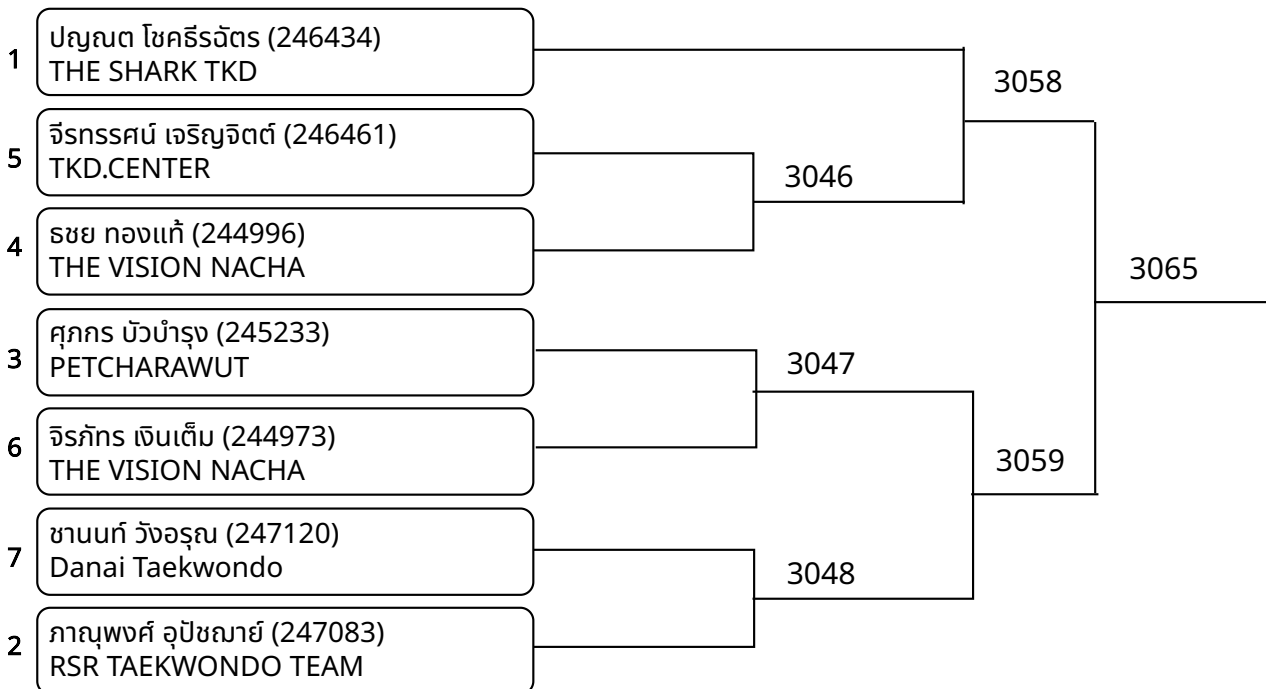 1
ปญณต โชคธีรฉัตร (246434)
THE SHARK TKD
3058
5
จีรทรรศน์ เจริญจิตต์ (246461)
TKD.CENTER
3046
4
ธชย ทองแท้ (244996)
THE VISION NACHA
3065
3
ศุภกร บัวบำรุง (245233)
PETCHARAWUT
3047
6
จิรภัทร เงินเต็ม (244973)
THE VISION NACHA
3059
7
ชานนท์ วังอรุณ (247120)
Danai Taekwondo
3048
2
ภาณุพงศ์ อุปัชฌาย์ (247083)
RSR TAEKWONDO TEAM